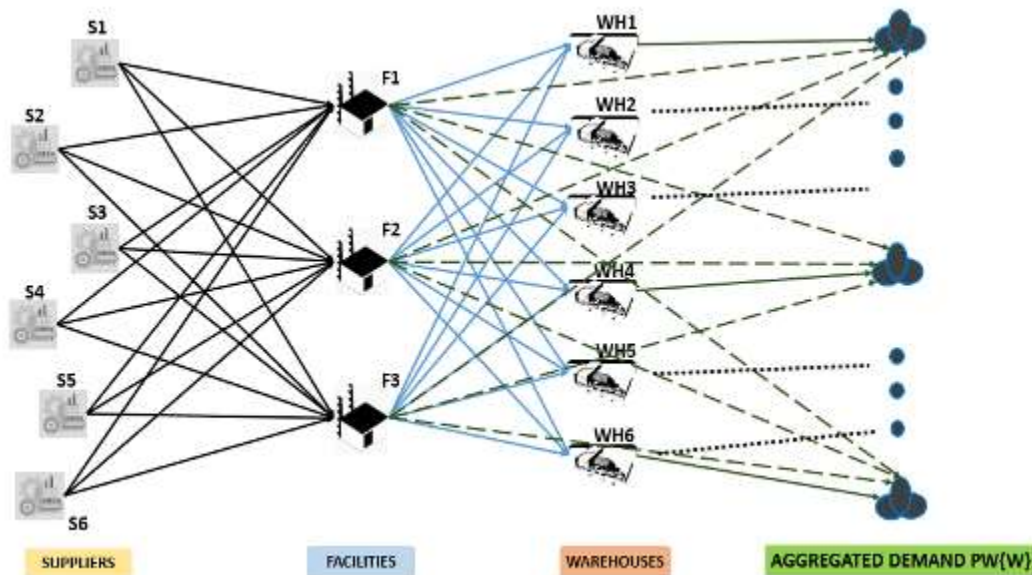 S1
S2
S3
S4
S5
S6
F1
F2
F3
WH1
WH2
WH3
WH4
WH5
WH6
SUPPLIERS
FACILITIES
WAREHOUSES
AGGREGATED DEMAND PW{W}